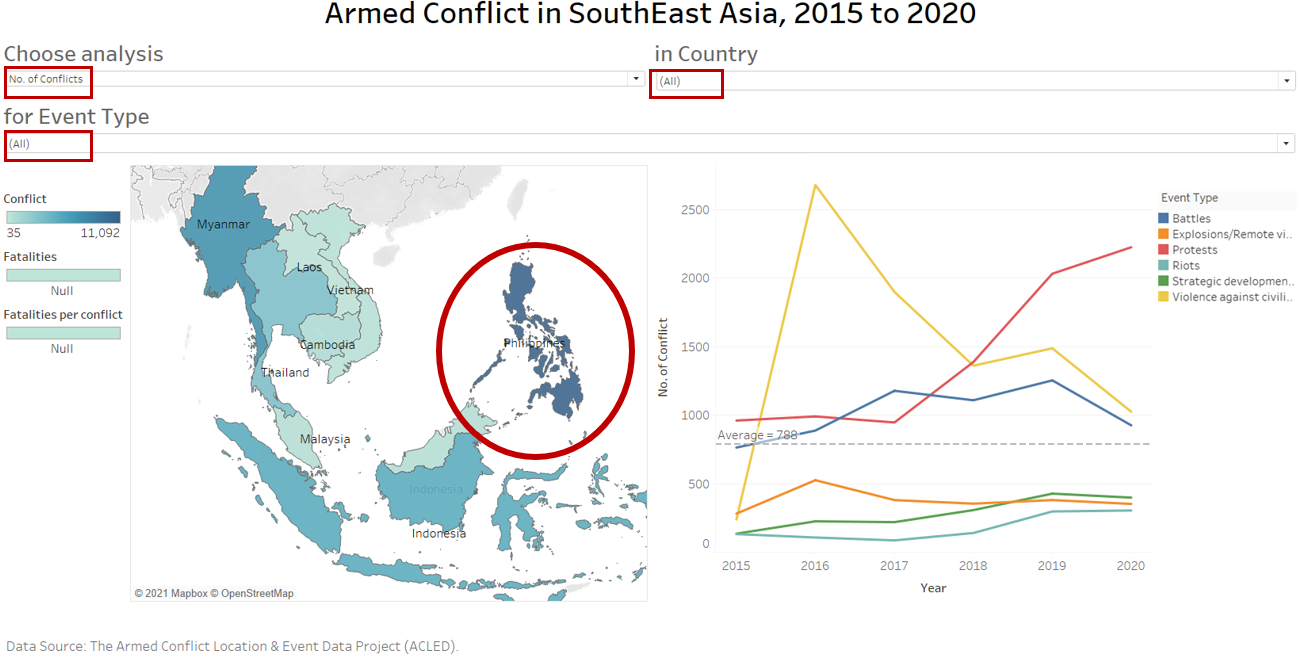 Armed Conflict in SouthEast Asia, 2015 to 2020
Choose analysis
in Country
No. of Conflicts
(All)
for Event Type
(All)
Conflict
35
11,092
Fatalities
Null
Fatalities per conflict
Null
Myanmar
Laos
Vietnam
Cambodia
Thailand
Malaysia
Philippines
Indonesia
Indonesia
© 2021 Mapbox © OpenStreetMap
No. of Conflict
2500
2000
1500
1000
500
0
Average = 788
2015
2016
2017
2018
2019
2020
Year
Event Type
Battles
Explosions/Remote vi..
Protests
Riots
Strategic developmen..
Violence against civili..
Data Source: The Armed Conflict Location & Event Data Project (ACLED).